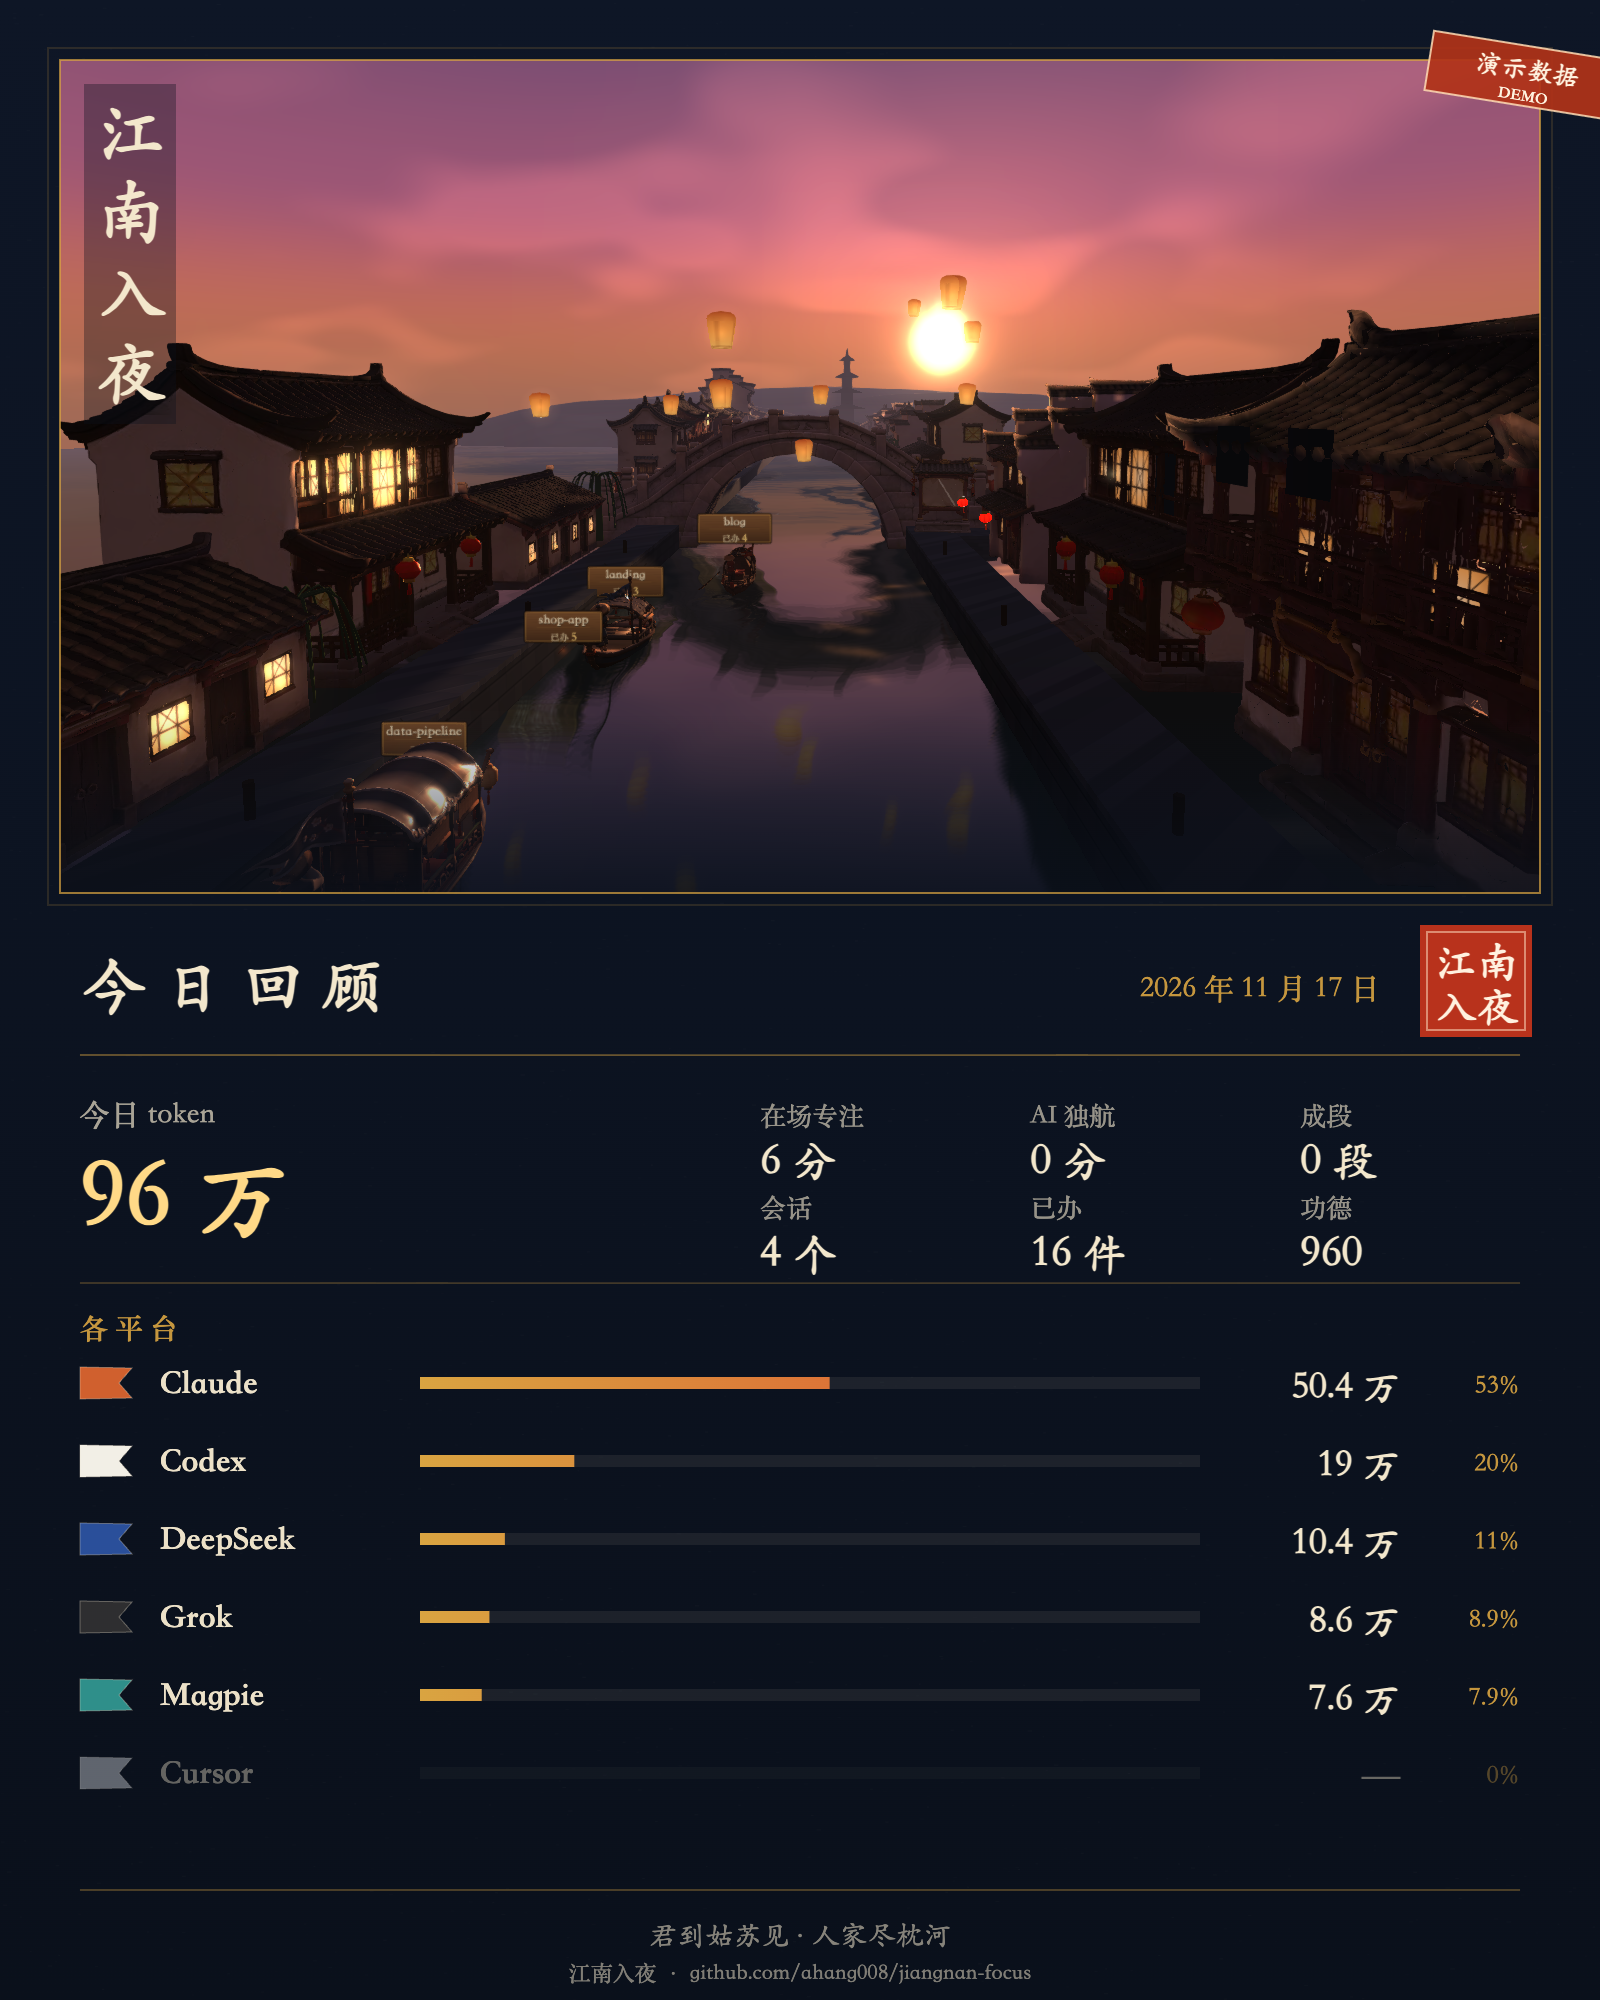 江南入夜
演示数据
DEMO
blog
已办 4
landing
3
shop-app
已办 5
data-pipeline
今日回顾
2026 年 11 月 17 日
江南
入夜
今日 token
96 万
在场专注
6 分
AI 独航
0 分
成段
0 段
会话
4 个
已办
16 件
功德
960
各平台
Claude 50.4 万 53%
Codex 19 万 20%
DeepSeek 10.4 万 11%
Grok 8.6 万 8.9%
Magpie 7.6 万 7.9%
Cursor — 0%
君到姑苏见 · 人家尽枕河
江南入夜 · github.com/ahang008/jiangnan-focus